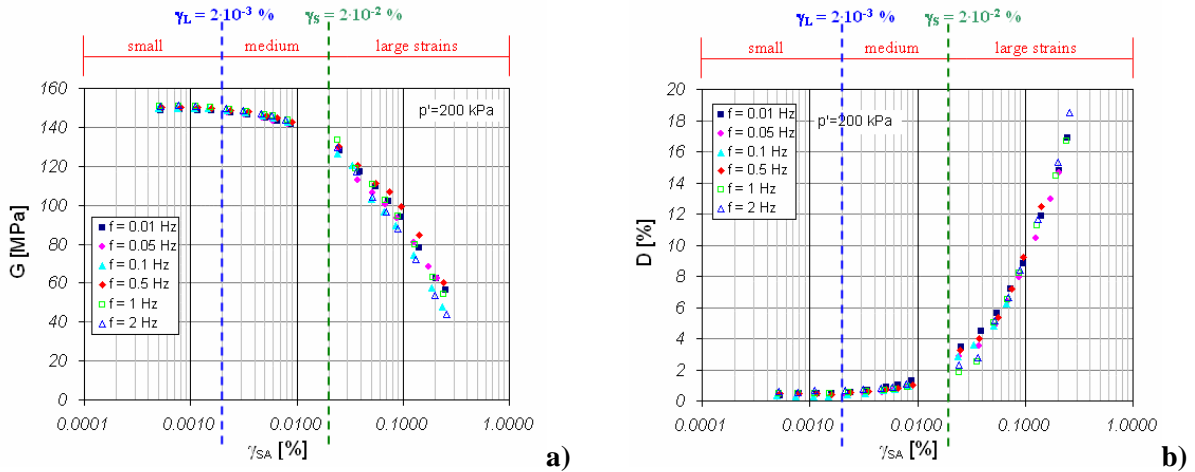 γL = 2·10⁻³ %
γS = 2·10⁻² %
small
medium
large strains
160
140
120
100
80
60
40
20
0
G [MPa]
p'=200 kPa
f = 0.01 Hz
f = 0.05 Hz
f = 0.1 Hz
f = 0.5 Hz
f = 1 Hz
f = 2 Hz
0.0001
0.0010
0.0100
0.1000
1.0000
γSA [%]
a)
γL = 2·10⁻³ %
γS = 2·10⁻² %
small
medium
large strains
20
18
16
14
12
10
8
6
4
2
0
D [%]
f = 0.01 Hz
f = 0.05 Hz
f = 0.1 Hz
f = 0.5 Hz
f = 1 Hz
f = 2 Hz
p'=200 kPa
0.0001
0.0010
0.0100
0.1000
1.0000
γSA [%]
b)